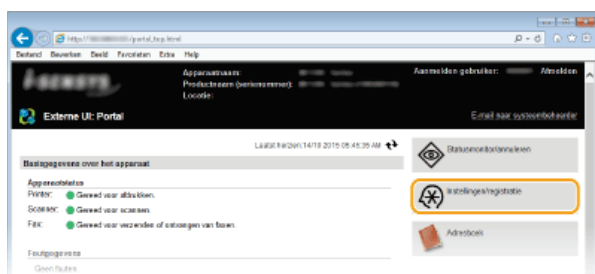 http:// /portal_top.html
Bestand Bewerken Beeld Favorieten Extra Help
Apparaatnaam:
Productnaam (serienummer):
Locatie:
Aanmelden gebruiker: Afmelden
Externe UI: Portal
E-mail naar systeembeheerder
Laatst herzien: 14/10 2015 05:45:35 AM
Basisgegevens over het apparaat
Apparaatstatus
Printer: Gereed voor afdrukken.
Scanner: Gereed voor scannen.
Fax: Gereed voor verzenden of ontvangen van faxen.
Foutgegevens
Geen fouten.
Statusmonitor/annuleren
Instellingen/registratie
Adresboek